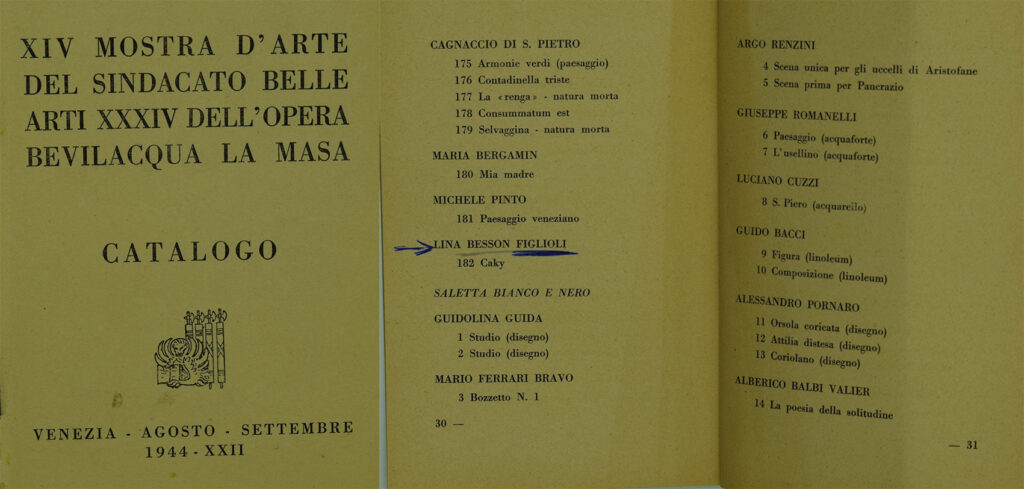 XIV MOSTRA D'ARTE
DEL SINDACATO BELLE
ARTI XXXIV DELL'OPERA
BEVILACQUA LA MASA
CATALOGO
VENEZIA - AGOSTO - SETTEMBRE
1944 - XXII
CAGNACCIO DI S. PIETRO
175 Armonie verdi (paesaggio)
176 Contadinella triste
177 La «renga» - natura morta
178 Consummatum est
179 Selvaggina - natura morta
MARIA BERGAMIN
180 Mia madre
MICHELE PINTO
181 Paesaggio veneziano
LINA BESSON FIGLIOLI
182 Caky
SALETTA BIANCO E NERO
GUIDOLINA GUIDA
1 Studio (disegno)
2 Studio (disegno)
MARIO FERRARI BRAVO
3 Bozzetto N. 1
30 —
ARGO RENZINI
4 Scena unica per gli uccelli di Aristofane
5 Scena prima per Pancrazio
GIUSEPPE ROMANELLI
6 Paesaggio (acquaforte)
7 L'usellino (acquaforte)
LUCIANO CUZZI
8 S. Piero (acquarello)
GUIDO BACCI
9 Figura (linoleum)
10 Composizione (linoleum)
ALESSANDRO PORNARO
11 Orsola coricata (disegno)
12 Attilia distesa (disegno)
13 Coriolano (disegno)
ALBERICO BALBI VALIER
14 La poesia della solitudine
— 31